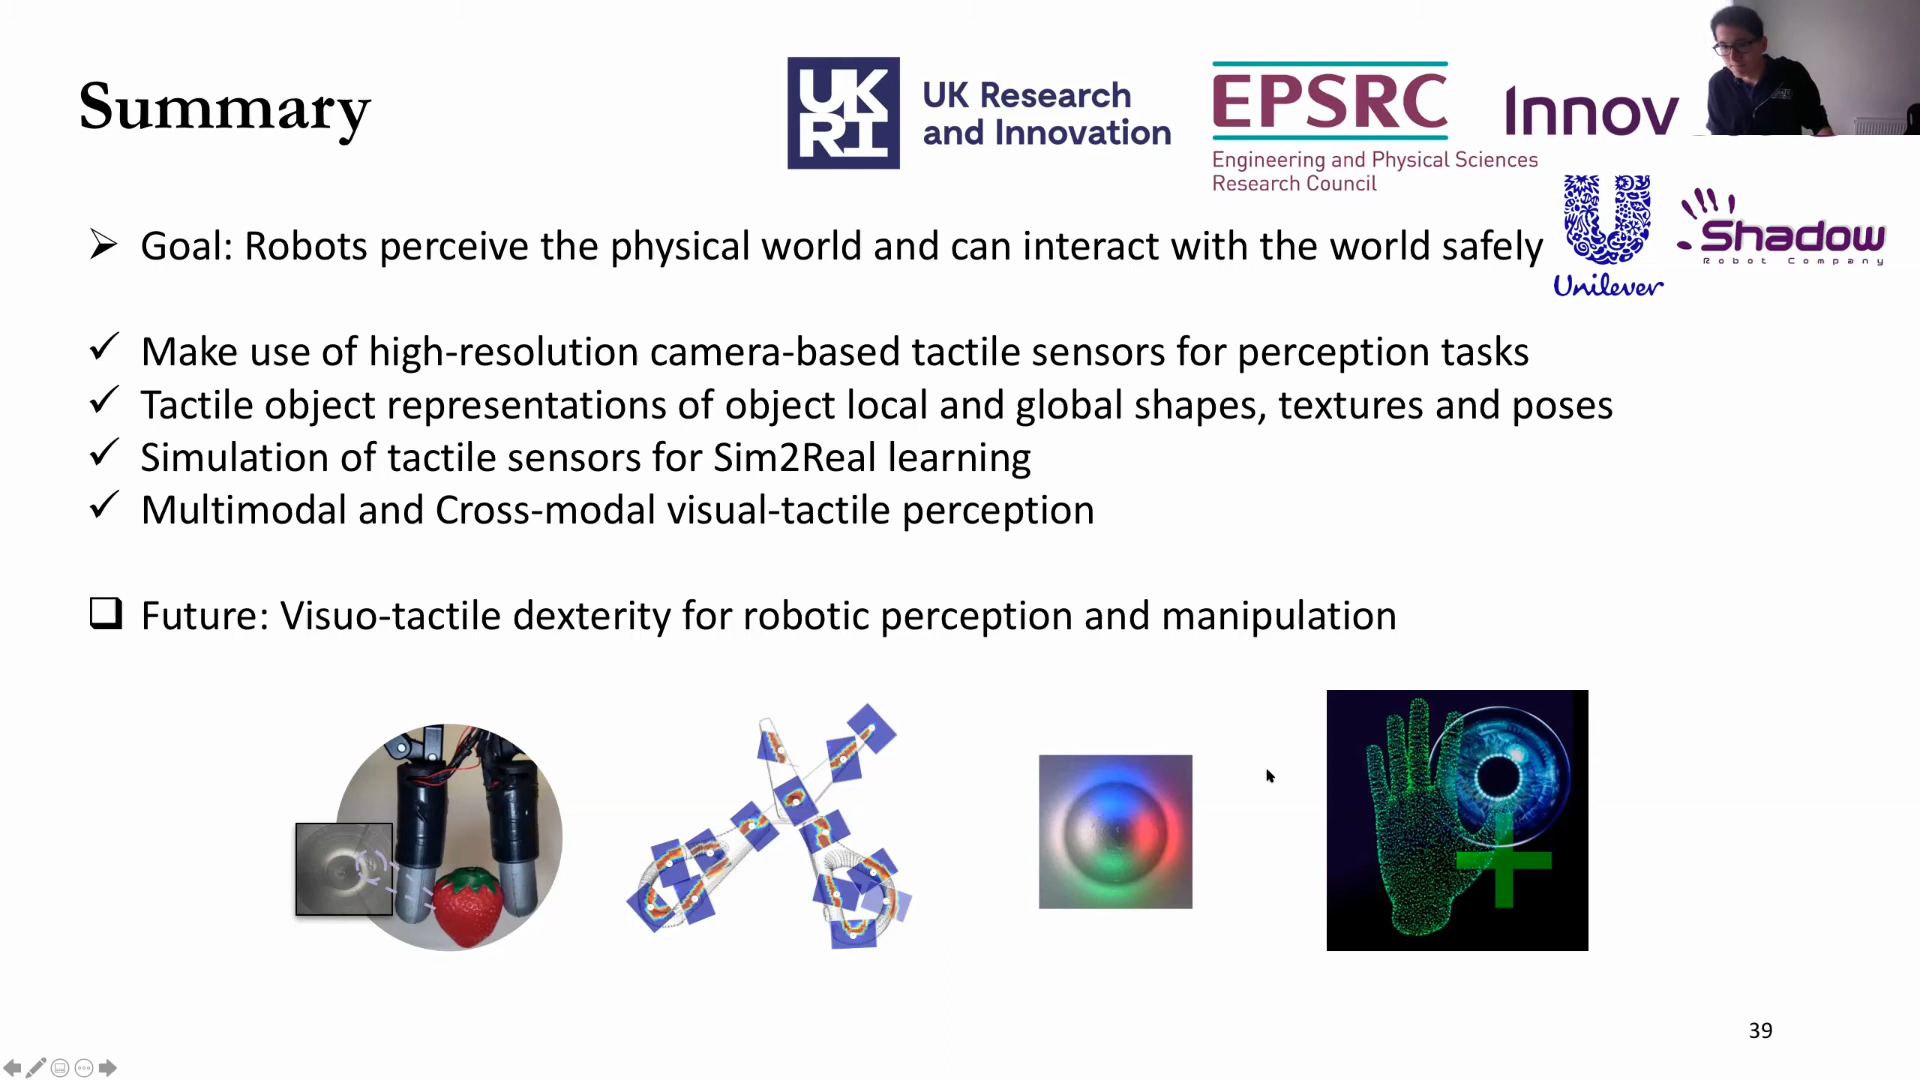 Summary
UK
RI
UK Research
and Innovation
EPSRC
Engineering and Physical Sciences
Research Council
Innov
Unilever
Shadow
Robot Company
Goal: Robots perceive the physical world and can interact with the world safely
Make use of high-resolution camera-based tactile sensors for perception tasks
Tactile object representations of object local and global shapes, textures and poses
Simulation of tactile sensors for Sim2Real learning
Multimodal and Cross-modal visual-tactile perception
Future: Visuo-tactile dexterity for robotic perception and manipulation
39